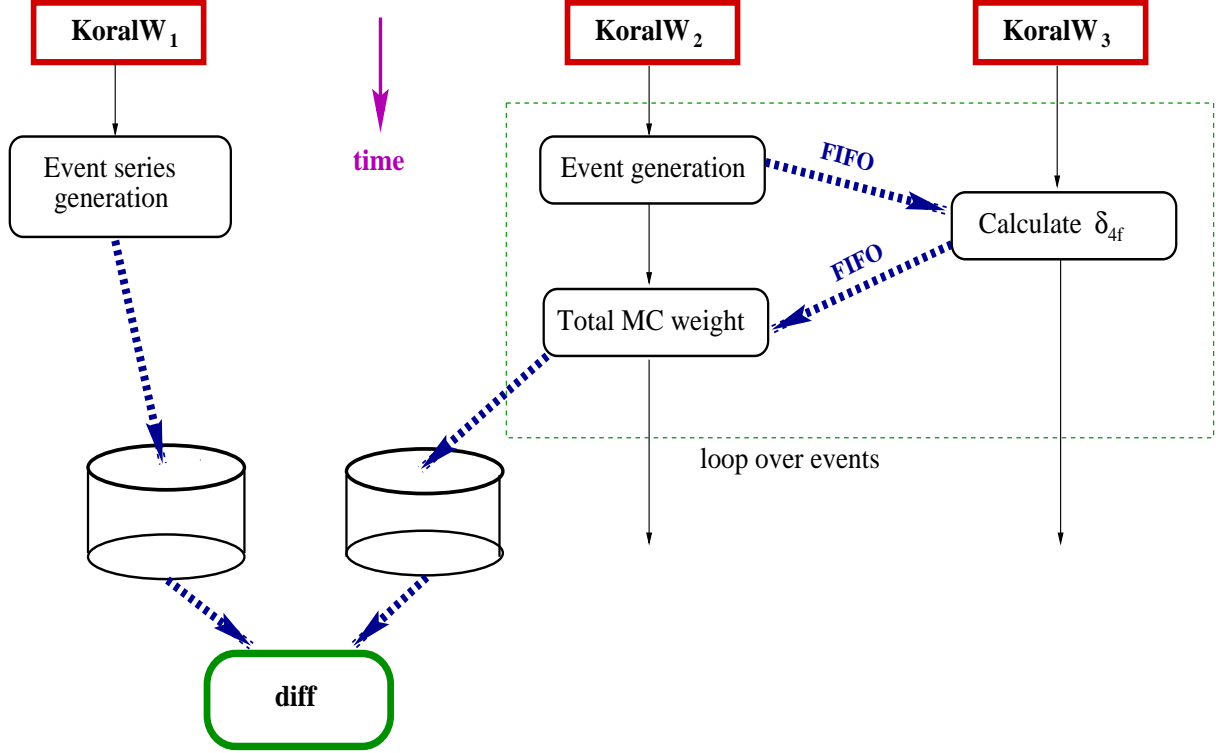 KoralW₁
KoralW₂
KoralW₃
time
Event series
generation
Event generation
FIFO
Calculate δ₄f
FIFO
Total MC weight
loop over events
diff